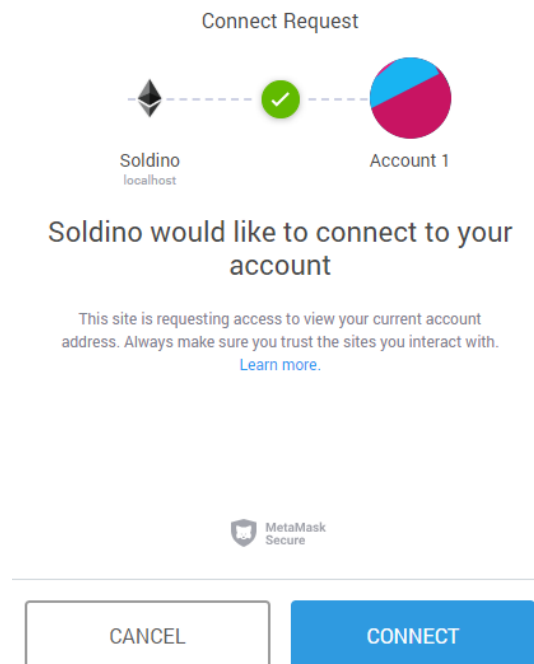 Connect Request
Soldino
localhost
Account 1
Soldino would like to connect to your
account
This site is requesting access to view your current account
address. Always make sure you trust the sites you interact with.
Learn more.
MetaMask
Secure
CANCEL
CONNECT